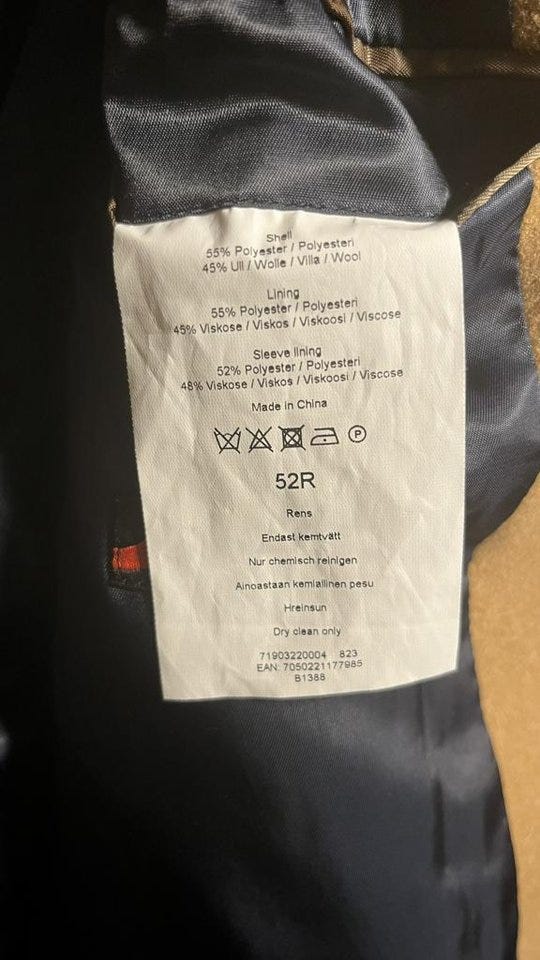 Shell
55% Polyester / Polyesteri
45% Ull / Wolle / Villa / Wool
Lining
55% Polyester / Polyesteri
45% Viskose / Viskos / Viskoosi / Viscose
Sleeve lining
52% Polyester / Polyesteri
48% Viskose / Viskos / Viskoosi / Viscose
Made in China
P
52R
Rens
Endast kemtvätt
Nur chemisch reinigen
Ainoastaan kemiallinen pesu
Hreinsun
Dry clean only
71903220004 823
EAN: 7050221177985
B1388